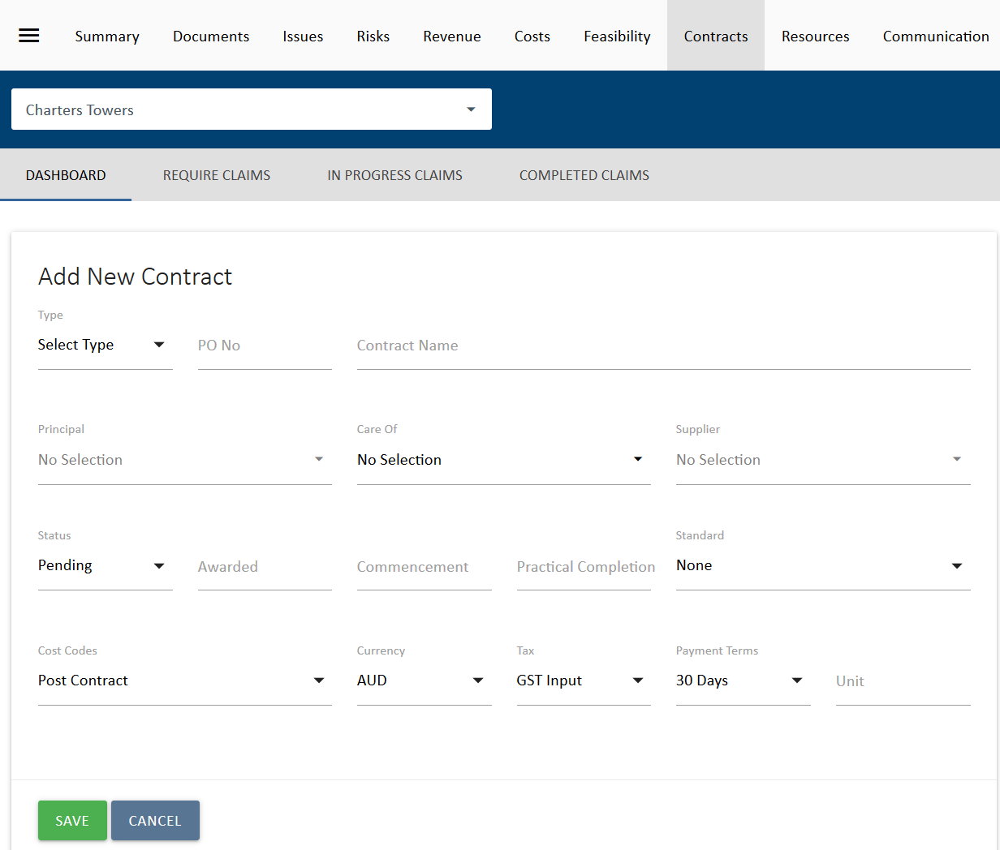 Summary Documents Issues Risks Revenue Costs Feasibility Contracts Resources Communication
Charters Towers
DASHBOARD REQUIRE CLAIMS IN PROGRESS CLAIMS COMPLETED CLAIMS
Add New Contract
Type
Select Type PO No Contract Name
Principal Care Of Supplier
No Selection No Selection No Selection
Status Standard
Pending Awarded Commencement Practical Completion None
Cost Codes Currency Tax Payment Terms
Post Contract AUD GST Input 30 Days Unit
SAVE CANCEL